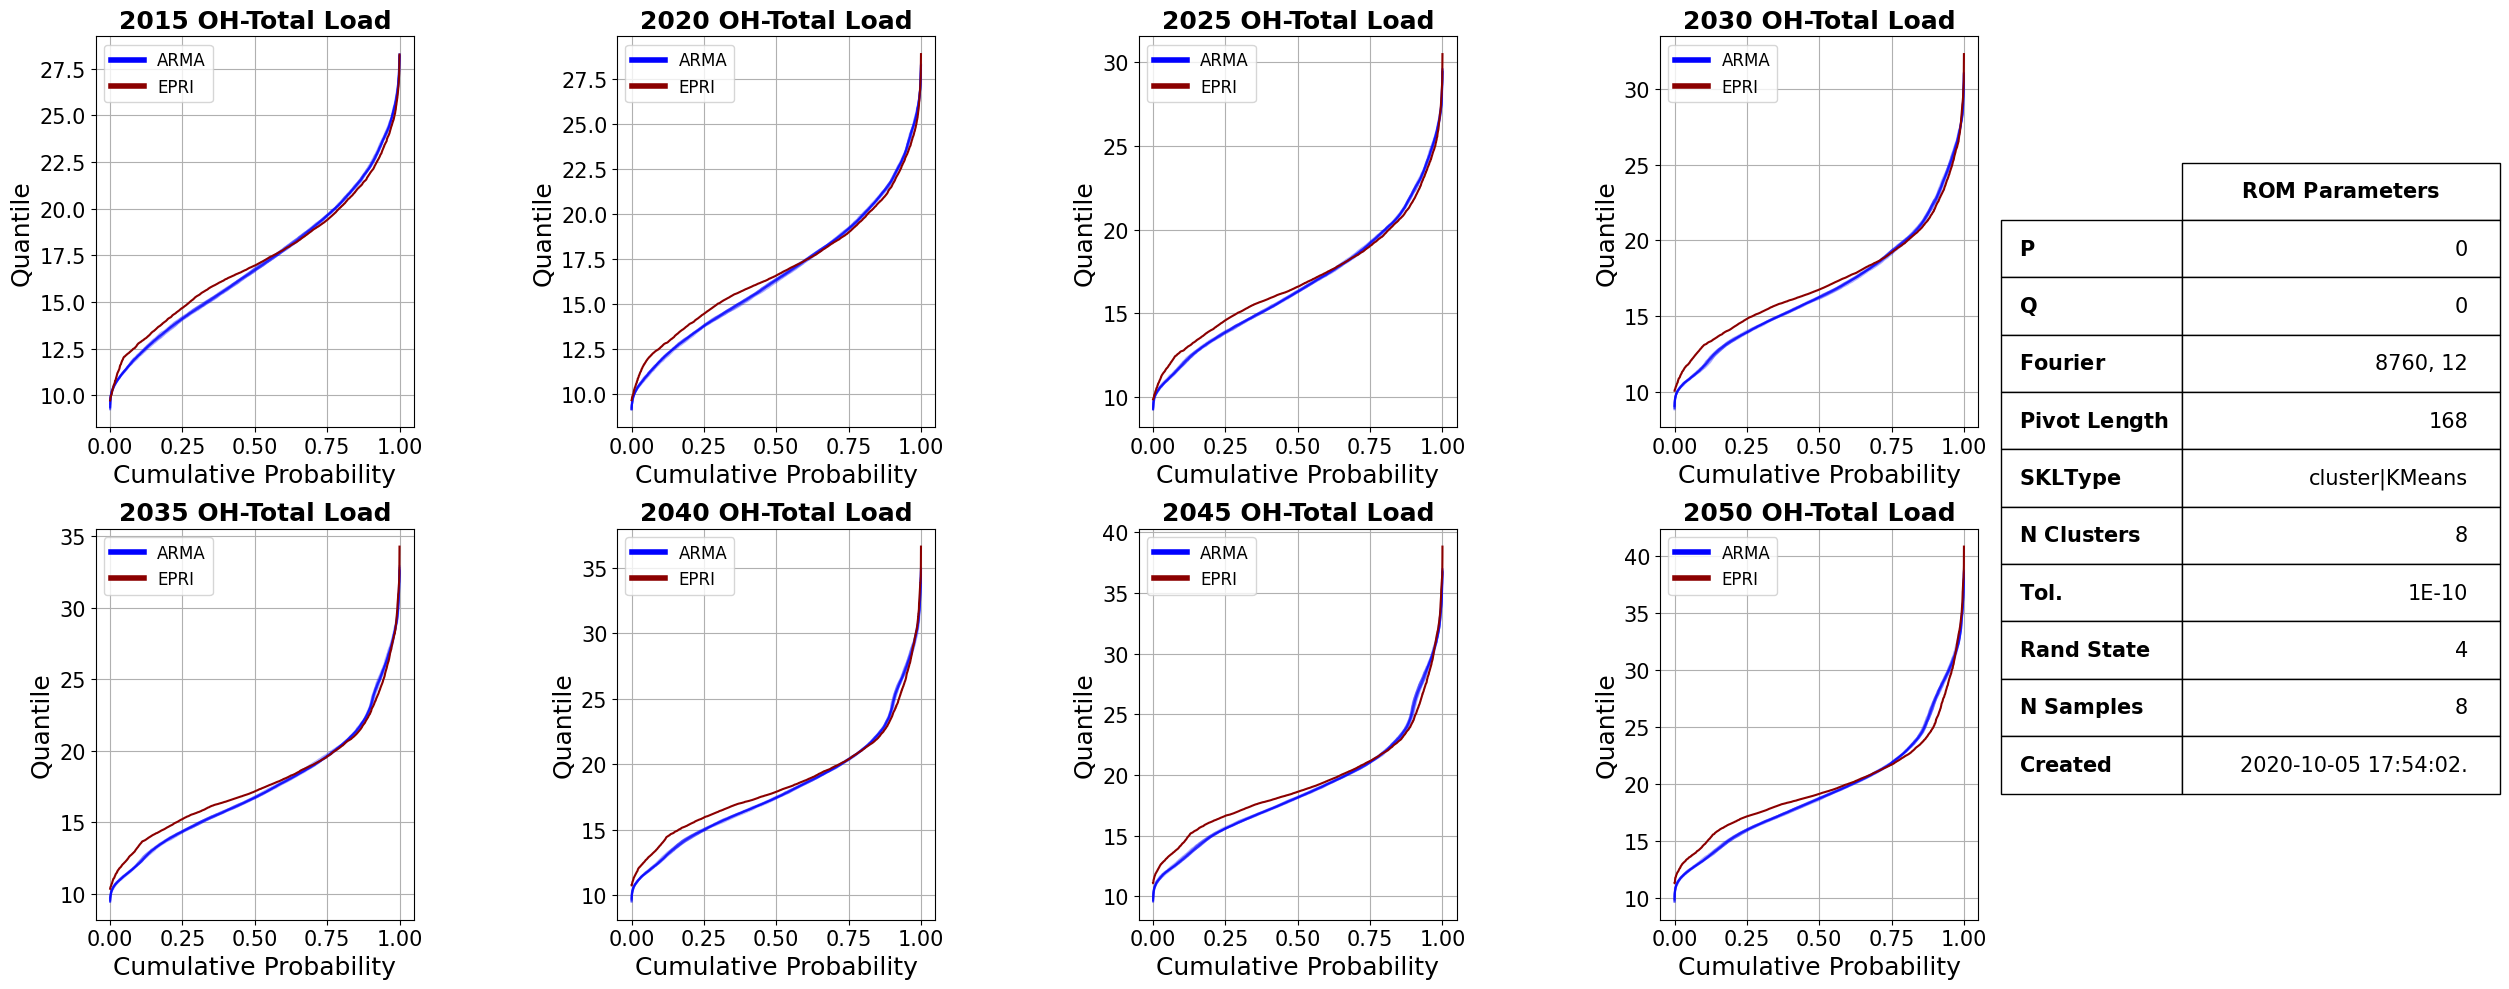 2015 OH-Total Load
27.5
25.0
22.5
20.0
17.5
15.0
12.5
10.0
Quantile
ARMA
EPRI
0.00 0.25 0.50 0.75 1.00
Cumulative Probability
2020 OH-Total Load
27.5
25.0
22.5
20.0
17.5
15.0
12.5
10.0
Quantile
ARMA
EPRI
0.00 0.25 0.50 0.75 1.00
Cumulative Probability
2025 OH-Total Load
30
25
20
15
10
Quantile
ARMA
EPRI
0.00 0.25 0.50 0.75 1.00
Cumulative Probability
2030 OH-Total Load
30
25
20
15
10
Quantile
ARMA
EPRI
0.00 0.25 0.50 0.75 1.00
Cumulative Probability
2035 OH-Total Load
35
30
25
20
15
10
Quantile
ARMA
EPRI
0.00 0.25 0.50 0.75 1.00
Cumulative Probability
2040 OH-Total Load
35
30
25
20
15
10
Quantile
ARMA
EPRI
0.00 0.25 0.50 0.75 1.00
Cumulative Probability
2045 OH-Total Load
40
35
30
25
20
15
10
Quantile
ARMA
EPRI
0.00 0.25 0.50 0.75 1.00
Cumulative Probability
2050 OH-Total Load
40
35
30
25
20
15
10
Quantile
ARMA
EPRI
0.00 0.25 0.50 0.75 1.00
Cumulative Probability
ROM Parameters
P 0
Q 0
Fourier 8760, 12
Pivot Length 168
SKLType cluster|KMeans
N Clusters 8
Tol. 1E-10
Rand State 4
N Samples 8
Created 2020-10-05 17:54:02.